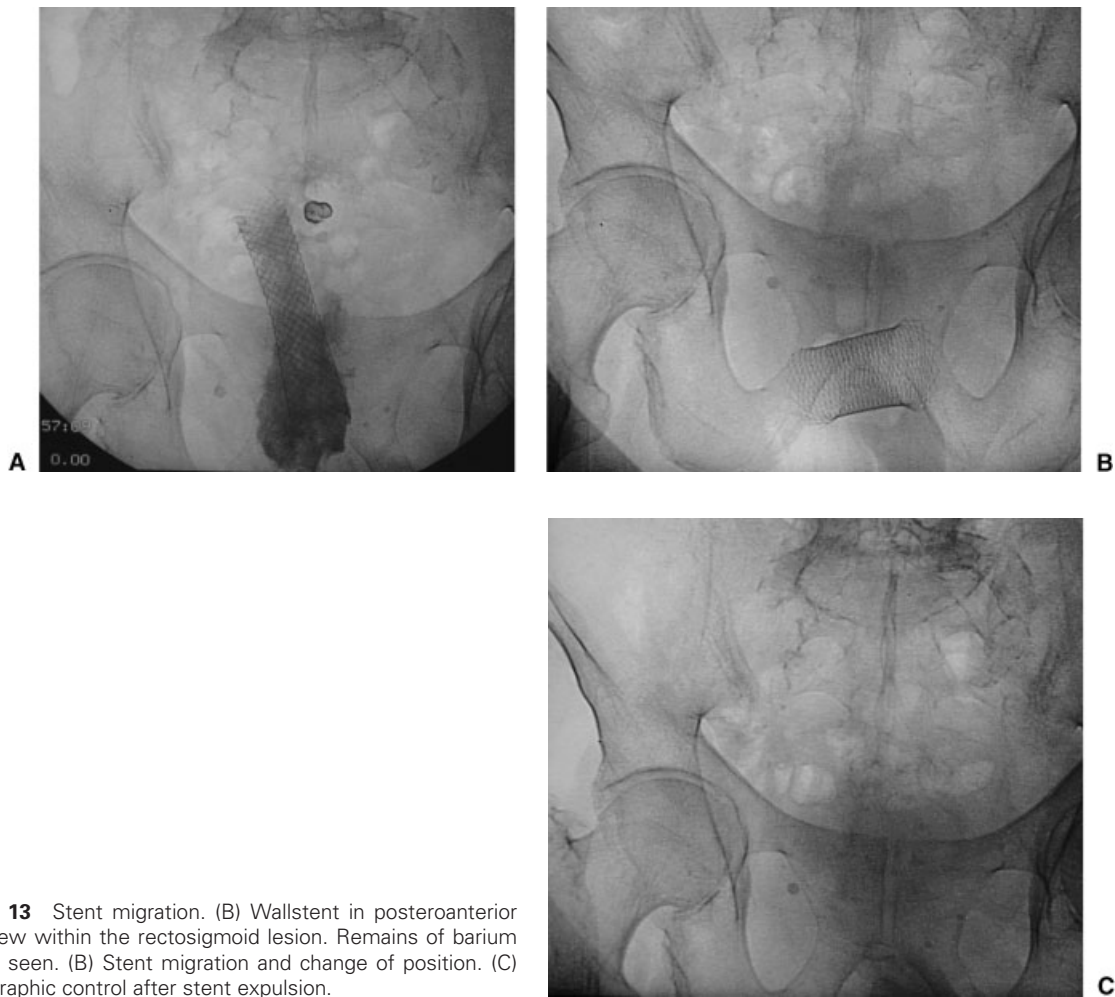 57:6
0.00
A
B
C
13 Stent migration. (B) Wallstent in posteroanterior
ew within the rectosigmoid lesion. Remains of barium
seen. (B) Stent migration and change of position. (C)
raphic control after stent expulsion.